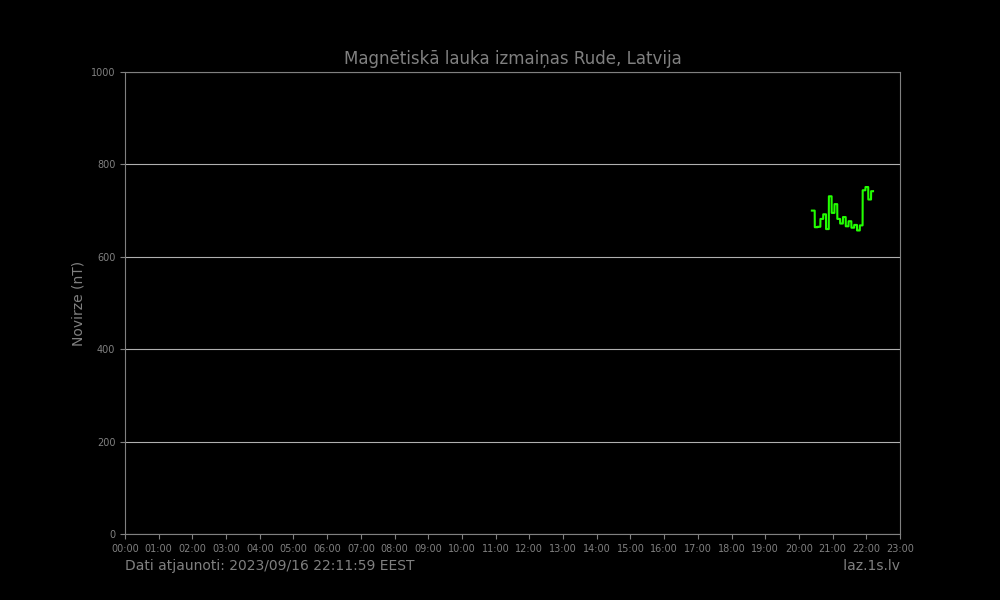 Magnētiskā lauka izmaiņas Rude, Latvija
1000
800
600
400
200
0
Novirze (nT)
00:00 01:00 02:00 03:00 04:00 05:00 06:00 07:00 08:00 09:00 10:00 11:00 12:00 13:00 14:00 15:00 16:00 17:00 18:00 19:00 20:00 21:00 22:00 23:00
Dati atjaunoti: 2023/09/16 22:11:59 EEST laz.1s.lv